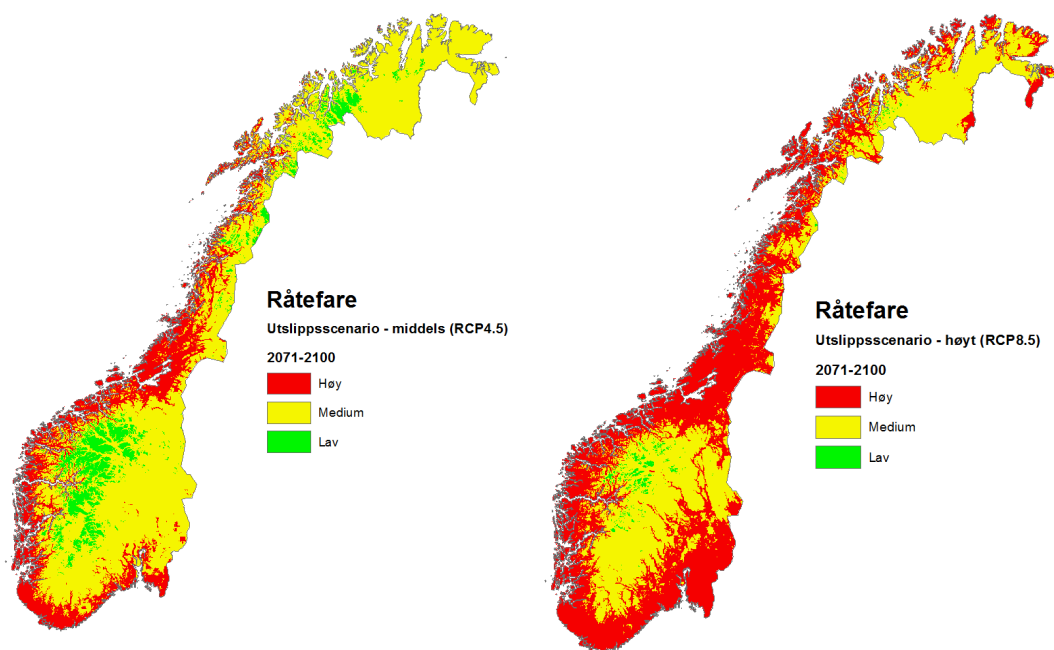 Råtefare
Utslippsscenario - middels (RCP4.5)
2071-2100
Høy
Medium
Lav
Råtefare
Utslippsscenario - høyt (RCP8.5)
2071-2100
Høy
Medium
Lav